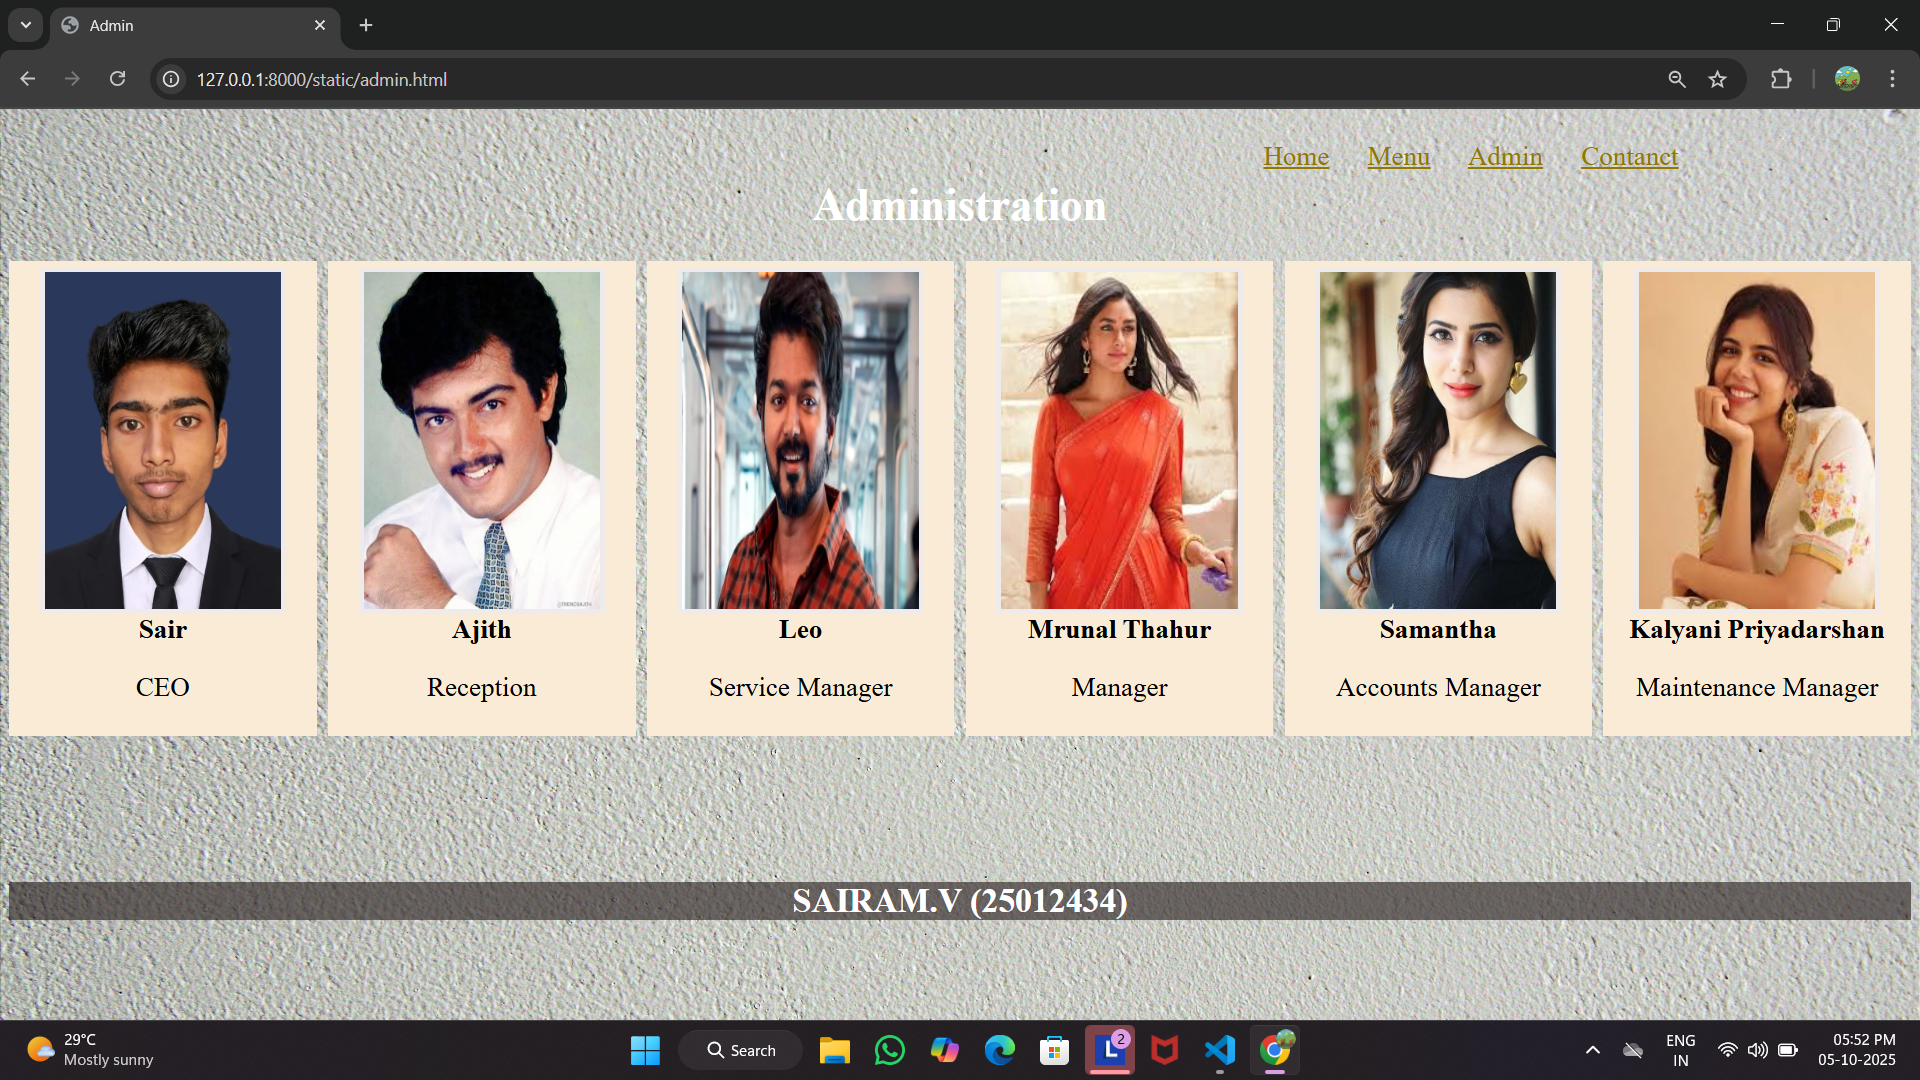 Admin
127.0.0.1:8000/static/admin.html
Home Menu Admin Contanct
Administration
Sair
CEO
Ajith
Reception
Leo
Service Manager
Mrunal Thahur
Manager
Samantha
Accounts Manager
Kalyani Priyadarshan
Maintenance Manager
SAIRAM.V (25012434)
29°C
Mostly sunny
Search
L
2
ENG
IN
05:52 PM
05-10-2025